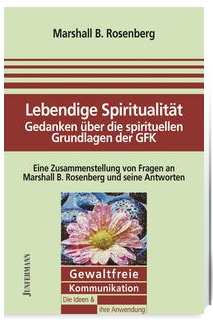 Marshall B. Rosenberg
Lebendige Spiritualität
Gedanken über die spirituellen
Grundlagen der GFK
Eine Zusammenstellung von Fragen an
Marshall B. Rosenberg und seine Antworten
JUNFERMANN
Gewaltfreie
Kommunikation
Die Ideen &
ihre Anwendung